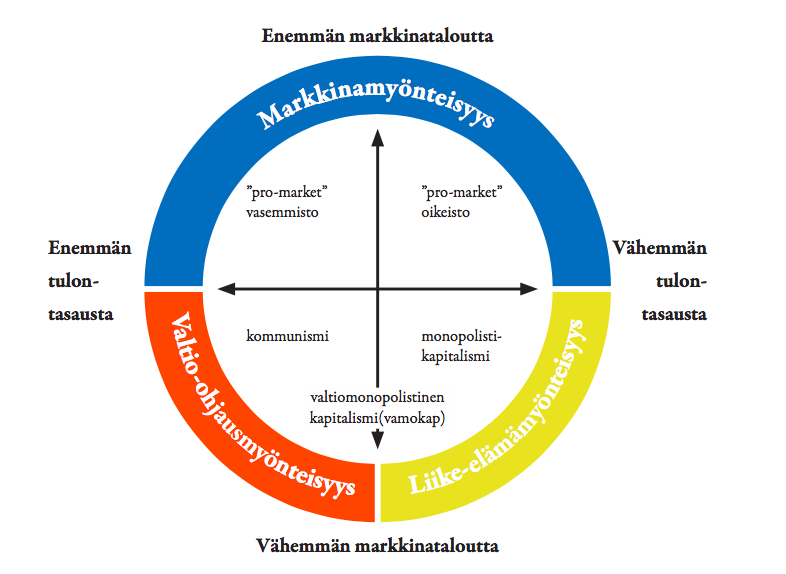 Enemmän markkinataloutta
Markkinamyönteisyys
”pro-market”
vasemmisto
”pro-market”
oikeisto
Enemmän
tulon-
tasausta
Vähemmän
tulon-
tasausta
kommunismi
monopolisti-
kapitalismi
valtiomonopolistinen
kapitalismi(vamokap)
Valtio-ohjausmyönteisyys
Liike-elämämyönteisyys
Vähemmän markkinataloutta